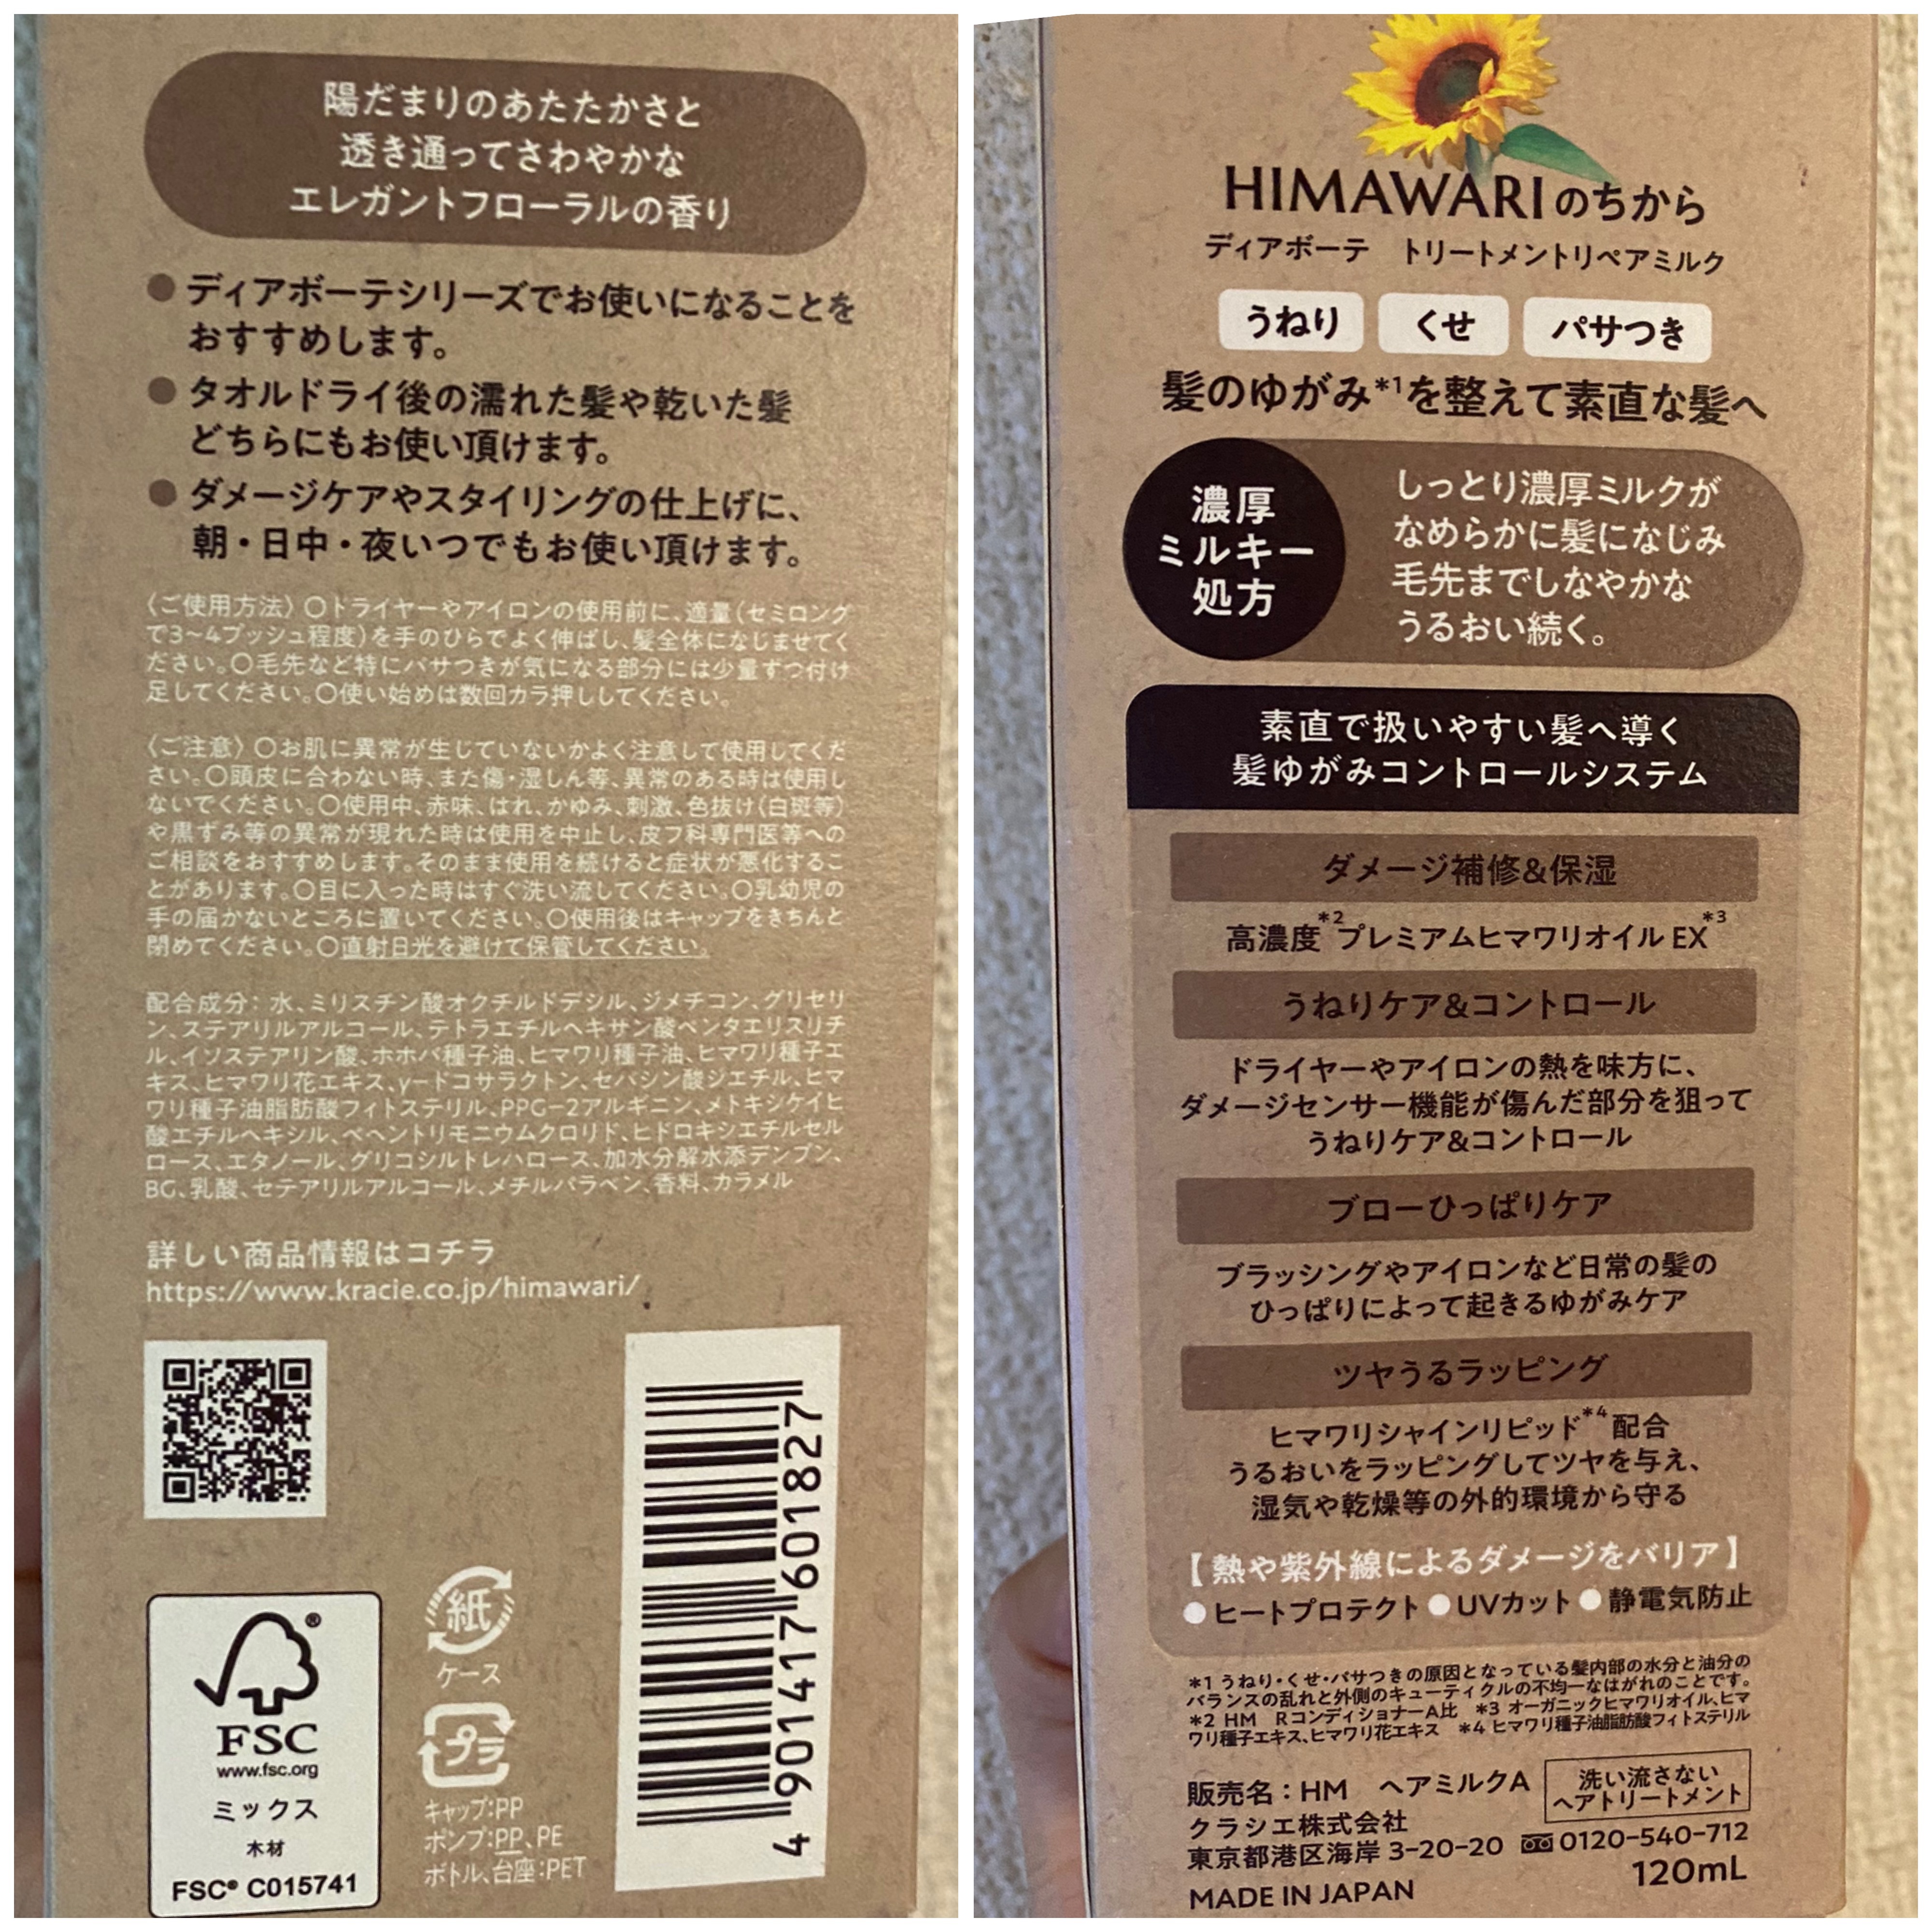 陽だまりのあたたかさと
透き通ってさわやかな
エレガントフローラルの香り
●ディアボーテシリーズでお使いになることを
おすすめします。
●タオルドライ後の濡れた髪や乾いた髪
どちらにもお使い頂けます。
●ダメージケアやスタイリングの仕上げに、
朝・日中・夜いつでもお使い頂けます。
〈ご使用方法〉○ドライヤーやアイロンの使用前に、適量(セミロング
で3〜4プッシュ程度)を手のひらでよく伸ばし、髪全体になじませてく
ださい。○毛先など特にパサつきが気になる部分には少量ずつ付け
足してください。○使い始めは数回カラ押ししてください。
〈ご注意〉○お肌に異常が生じていないかよく注意して使用してくだ
さい。○頭皮に合わない時、また傷・湿しん等、異常のある時は使用し
ないでください。○使用中、赤味、はれ、かゆみ、刺激、色抜け(白斑等)
や黒ずみ等の異常が現れた時は使用を中止し、皮フ科専門医等への
ご相談をおすすめします。そのまま使用を続けると症状が悪化するこ
とがあります。○目に入った時はすぐ洗い流してください。○乳幼児の
手の届かないところに置いてください。○使用後はキャップをきちんと
閉めてください。○直射日光を避けて保管してください。
配合成分：水、ミリスチン酸オクチルドデシル、ジメチコン、グリセリ
ン、ステアリルアルコール、テトラエチルヘキサン酸ペンタエリスリチ
ル、イソステアリン酸、ホホバ種子油、ヒマワリ種子油、ヒマワリ種子エ
キス、ヒマワリ花エキス、γードコサラクトン、セバシン酸ジエチル、ヒマ
ワリ種子油脂肪酸フィトステリル、PPG−2アルギニン、メトキシケイヒ
酸エチルヘキシル、ベヘントリモニウムクロリド、ヒドロキシエチルセル
ロース、エタノール、グリコシルトレハロース、加水分解水添デンプン、
BG、乳酸、セテアリルアルコール、メチルパラベン、香料、カラメル
詳しい商品情報はコチラ
https://www.kracie.co.jp/himawari/
FSC
www.fsc.org
ミックス
木材
FSC® C015741
紙
ケース
プラ
キャップ:PP
ポンプ:PP、PE
ボトル、台座:PET
4 901417 601827
HIMAWARIのちから
ディアボーテ トリートメントリペアミルク
うねり くせ パサつき
髪のゆがみ*1を整えて素直な髪へ
濃厚
ミルキー
処方
しっとり濃厚ミルクが
なめらかに髪になじみ
毛先までしなやかな
うるおい続く。
素直で扱いやすい髪へ導く
髪ゆがみコントロールシステム
ダメージ補修&保湿
高濃度*2プレミアムヒマワリオイルEX*3
うねりケア&コントロール
ドライヤーやアイロンの熱を味方に、
ダメージセンサー機能が傷んだ部分を狙って
うねりケア&コントロール
ブローひっぱりケア
ブラッシングやアイロンなど日常の髪の
ひっぱりによって起きるゆがみケア
ツヤうるラッピング
ヒマワリシャインリピッド*4配合
うるおいをラッピングしてツヤを与え、
湿気や乾燥等の外的環境から守る
【熱や紫外線によるダメージをバリア】
●ヒートプロテクト●UVカット●静電気防止
*1 うねり・くせ・パサつきの原因となっている髪内部の水分と油分の
バランスの乱れと外側のキューティクルの不均一なはがれのことです。
*2 HM RコンディショナーA比 *3 オーガニックヒマワリオイル、ヒマ
ワリ種子エキス、ヒマワリ花エキス *4 ヒマワリ種子油脂肪酸フィトステリル
販売名：HM ヘアミルクA
洗い流さない
ヘアトリートメント
クラシエ株式会社
東京都港区海岸3-20-20 0120-540-712
120mL
MADE IN JAPAN